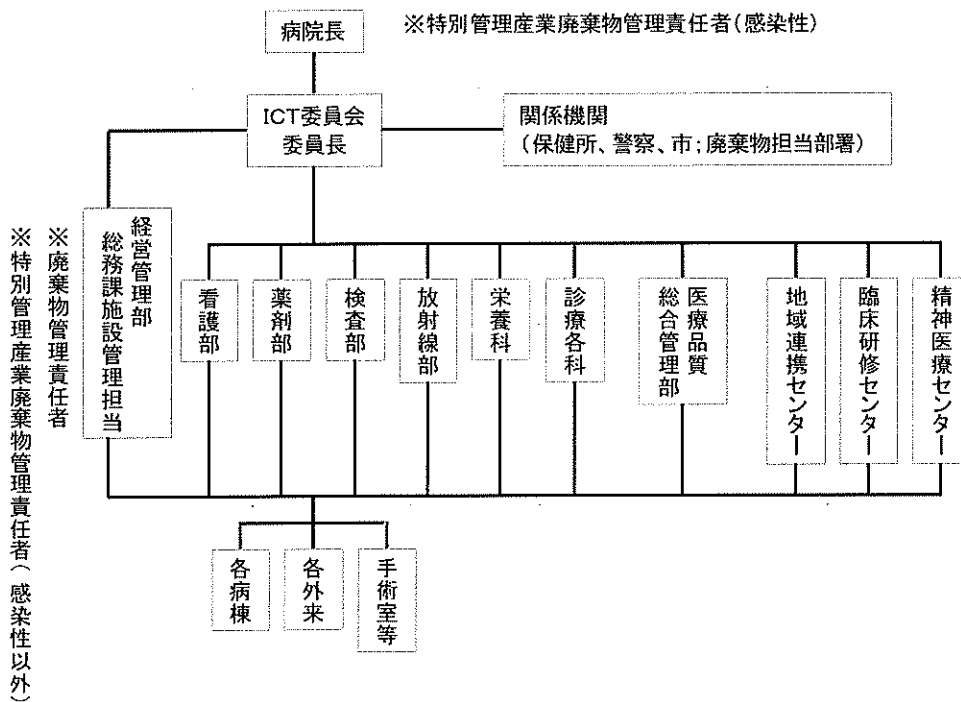 病院長
※特別管理産業廃棄物管理責任者(感染性)
ICT委員会
委員長
関係機関
(保健所、警察、市;廃棄物担当部署)
※特別管理産業廃棄物管理責任者(感染性以外)
※廃棄物管理責任者
経営管理部
総務課施設管理担当
看護部
薬剤部
検査部
放射線部
栄養科
診療各科
医療品質
総合管理部
地域連携センター
臨床研修センター
精神医療センター
各病棟
各外来
手術室等